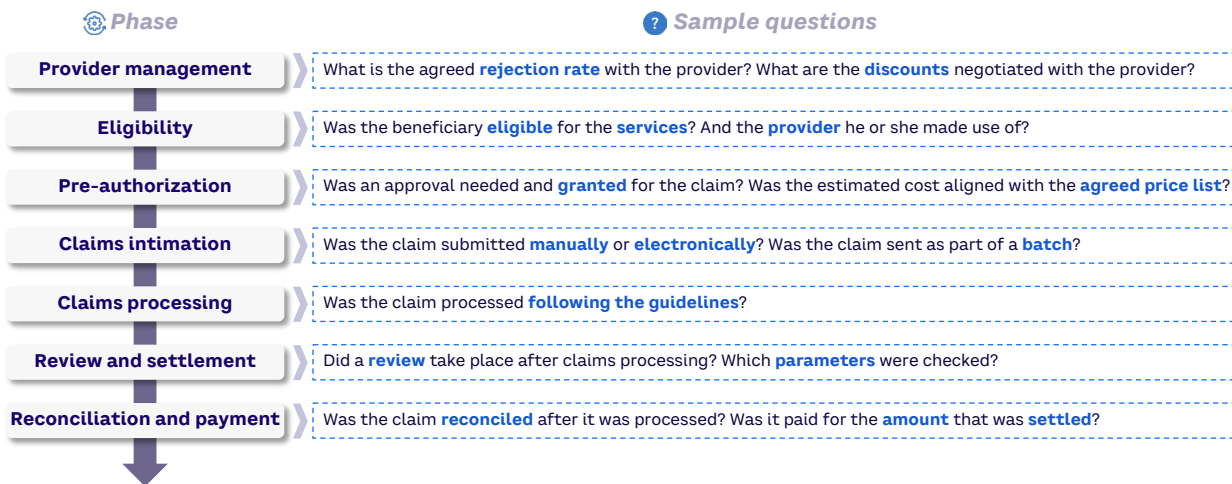 Phase
Sample questions
Provider management
What is the agreed rejection rate with the provider? What are the discounts negotiated with the provider?
Eligibility
Was the beneficiary eligible for the services? And the provider he or she made use of?
Pre-authorization
Was an approval needed and granted for the claim? Was the estimated cost aligned with the agreed price list?
Claims intimation
Was the claim submitted manually or electronically? Was the claim sent as part of a batch?
Claims processing
Was the claim processed following the guidelines?
Review and settlement
Did a review take place after claims processing? Which parameters were checked?
Reconciliation and payment
Was the claim reconciled after it was processed? Was it paid for the amount that was settled?